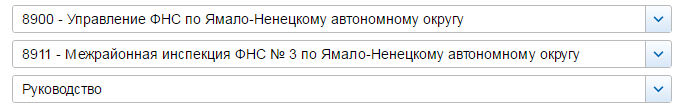 8900 - Управление ФНС по Ямало-Ненецкому автономному округу
8911 - Межрайонная инспекция ФНС № 3 по Ямало-Ненецкому автономному округу
Руководство